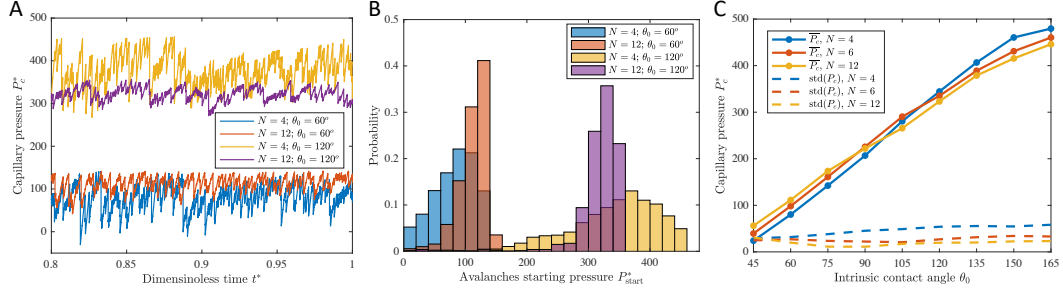 A
Capillary pressure P*c
450
400
300
200
100
0
N = 4; θ0 = 60°
N = 12; θ0 = 60°
N = 4; θ0 = 120°
N = 12; θ0 = 120°
0.8 0.85 0.9 0.95 1
Dimensionless time t*
B
Probability
0.5
0.4
0.3
0.2
0.1
0
N = 4; θ0 = 60°
N = 12; θ0 = 60°
N = 4; θ0 = 120°
N = 12; θ0 = 120°
0 100 200 300 400
Avalanches starting pressure P*start
C
Capillary pressure P*c
500
400
300
200
100
0
Pc, N = 4
Pc, N = 6
Pc, N = 12
std(Pc), N = 4
std(Pc), N = 6
std(Pc), N = 12
45 60 75 90 105 120 135 150 165
Intrinsic contact angle θ0